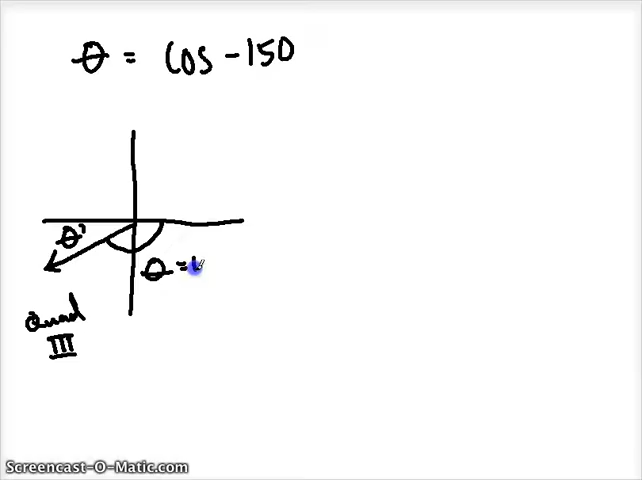 θ = cos -150
θ'
θ =
Quad
III
Screencast-O-Matic.com